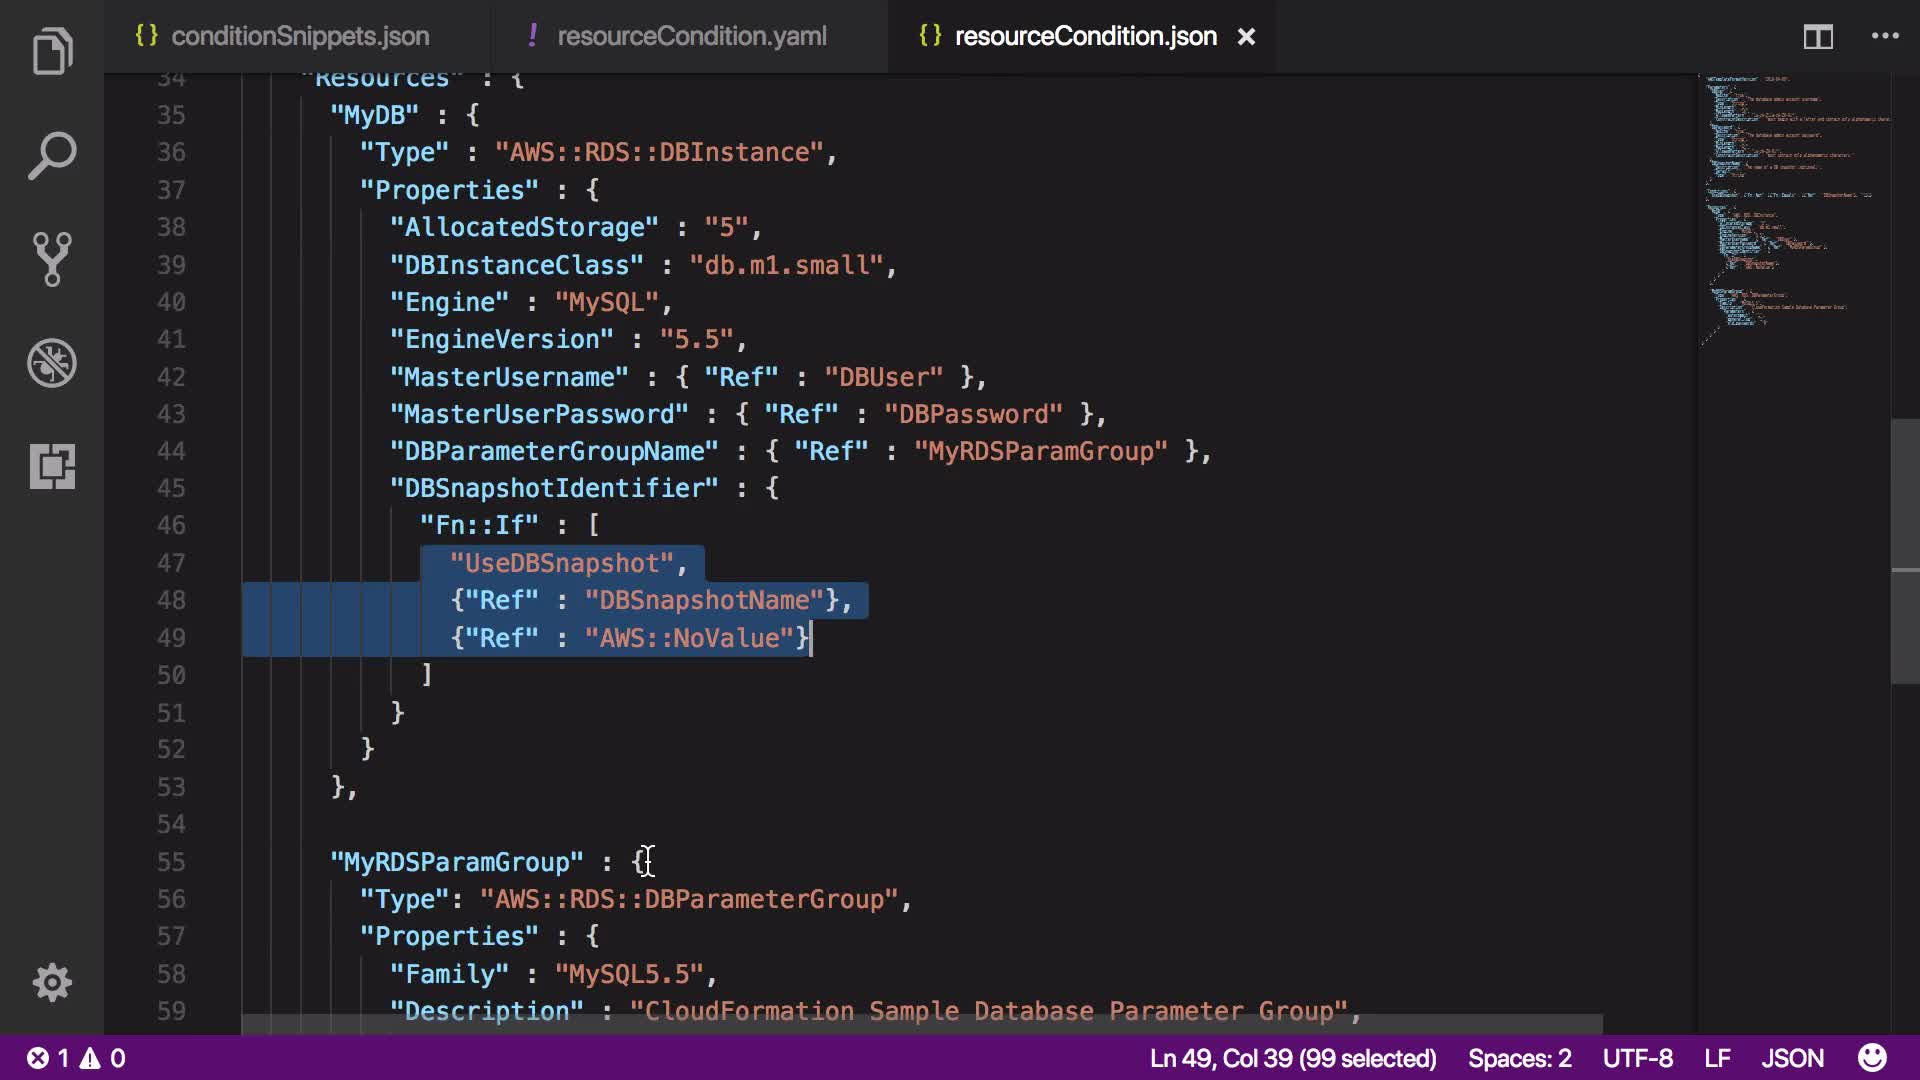 conditionSnippets.json
resourceCondition.yaml
resourceCondition.json
34 "Resources" : {
35 "MyDB" : {
36 "Type" : "AWS::RDS::DBInstance",
37 "Properties" : {
38 "AllocatedStorage" : "5",
39 "DBInstanceClass" : "db.m1.small",
40 "Engine" : "MySQL",
41 "EngineVersion" : "5.5",
42 "MasterUsername" : { "Ref" : "DBUser" },
43 "MasterUserPassword" : { "Ref" : "DBPassword" },
44 "DBParameterGroupName" : { "Ref" : "MyRDSParamGroup" },
45 "DBSnapshotIdentifier" : {
46 "Fn::If" : [
47 "UseDBSnapshot",
48 {"Ref" : "DBSnapshotName"},
49 {"Ref" : "AWS::NoValue"}
50 ]
51 }
52 }
53 },
54
55 "MyRDSParamGroup" : {
56 "Type": "AWS::RDS::DBParameterGroup",
57 "Properties" : {
58 "Family" : "MySQL5.5",
59 "Description" : "CloudFormation Sample Database Parameter Group",
1 0 Ln 49, Col 39 (99 selected) Spaces: 2 UTF-8 LF JSON